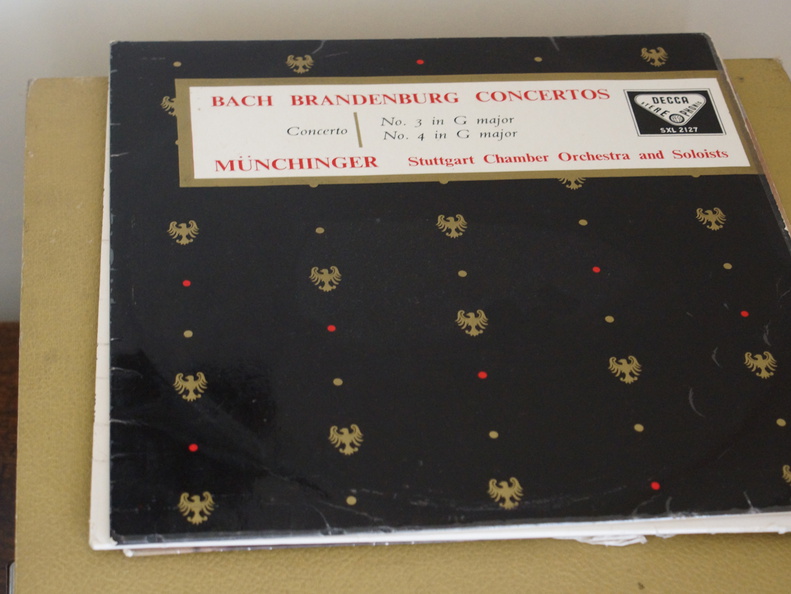 BACH BRANDENBURG CONCERTOS
Concerto
No. 3 in G major
No. 4 in G major
MÜNCHINGER Stuttgart Chamber Orchestra and Soloists
DECCA
STEREOPHONIC
SXL 2127